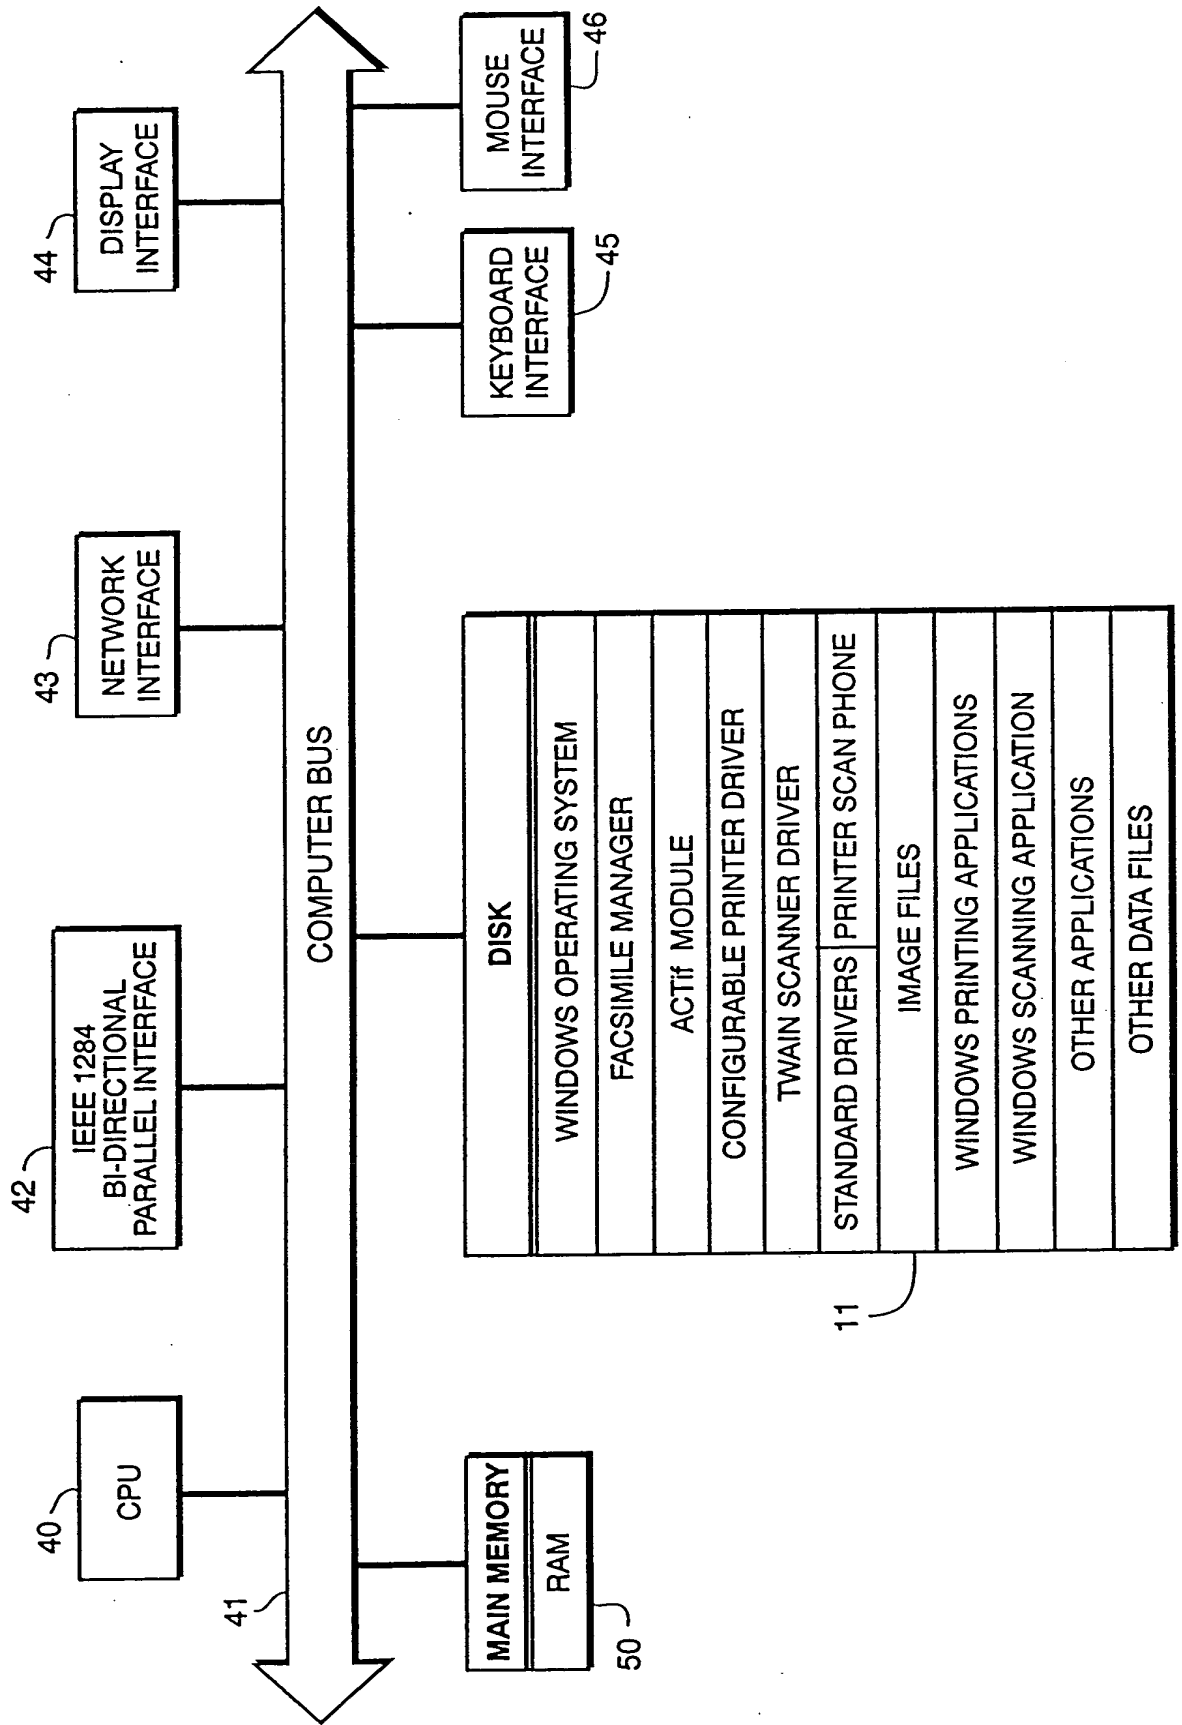 40
CPU
42
IEEE 1284
BI-DIRECTIONAL
PARALLEL INTERFACE
43
NETWORK
INTERFACE
44
DISPLAY
INTERFACE
41
COMPUTER BUS
MAIN MEMORY
RAM
50
DISK
WINDOWS OPERATING SYSTEM
FACSIMILE MANAGER
ACTif MODULE
CONFIGURABLE PRINTER DRIVER
TWAIN SCANNER DRIVER
STANDARD DRIVERS PRINTER SCAN PHONE
IMAGE FILES
WINDOWS PRINTING APPLICATIONS
WINDOWS SCANNING APPLICATION
OTHER APPLICATIONS
OTHER DATA FILES
11
KEYBOARD
INTERFACE
45
MOUSE
INTERFACE
46